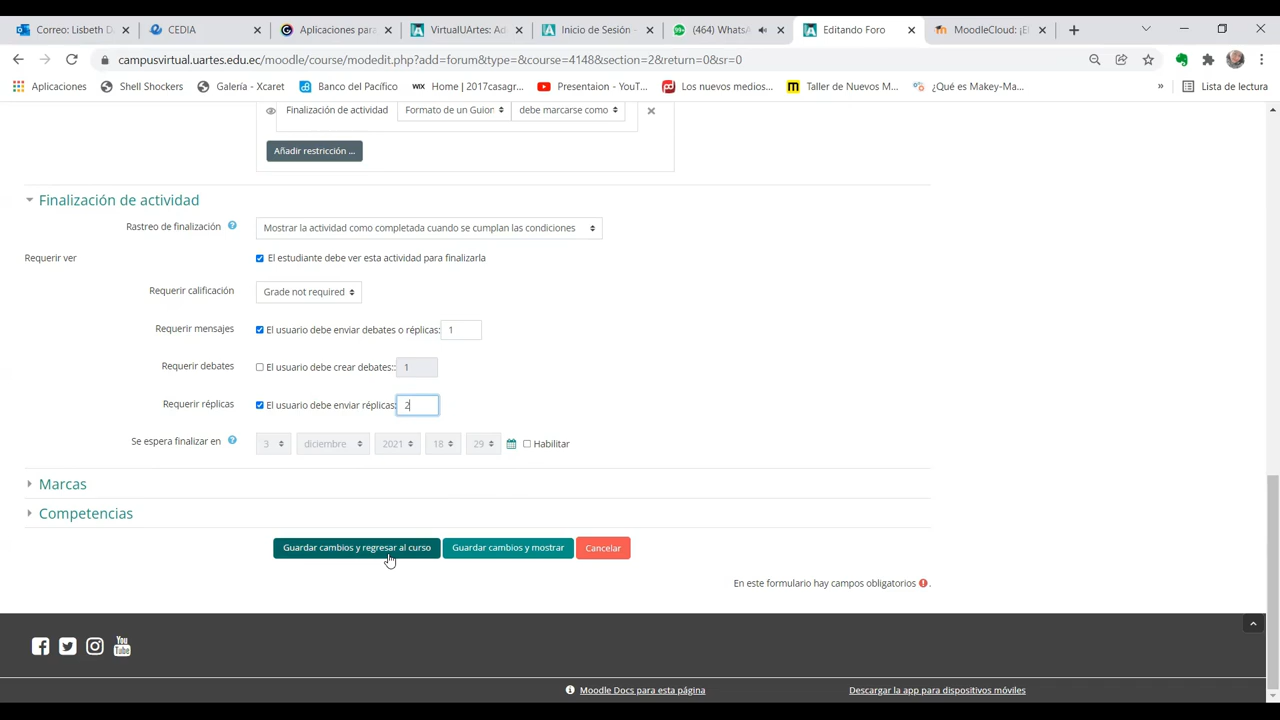 Correo: Lisbeth D
CEDIA
Aplicaciones para
VirtualUArtes: Ad
Inicio de Sesión -
(464) WhatsA
Editando Foro
MoodleCloud: ¡El
campusvirtual.uartes.edu.ec/moodle/course/modedit.php?add=forum&type=&course=4148&section=2&return=0&sr=0
Aplicaciones
Shell Shockers
Galería - Xcaret
Banco del Pacífico
WIX Home | 2017casagr...
Presentaion - YouT...
Los nuevos medios...
Taller de Nuevos M...
¿Qué es Makey-Ma...
»
Lista de lectura
Finalización de actividad Formato de un Guion debe marcarse como
Añadir restricción ...
Finalización de actividad
Rastreo de finalización Mostrar la actividad como completada cuando se cumplan las condiciones
Requerir ver El estudiante debe ver esta actividad para finalizarla
Requerir calificación Grade not required
Requerir mensajes El usuario debe enviar debates o réplicas: 1
Requerir debates El usuario debe crear debates:: 1
Requerir réplicas El usuario debe enviar réplicas: 2
Se espera finalizar en 3 diciembre 2021 18 29 Habilitar
Marcas
Competencias
Guardar cambios y regresar al curso Guardar cambios y mostrar Cancelar
En este formulario hay campos obligatorios .
You Tube
Moodle Docs para esta página Descargar la app para dispositivos móviles